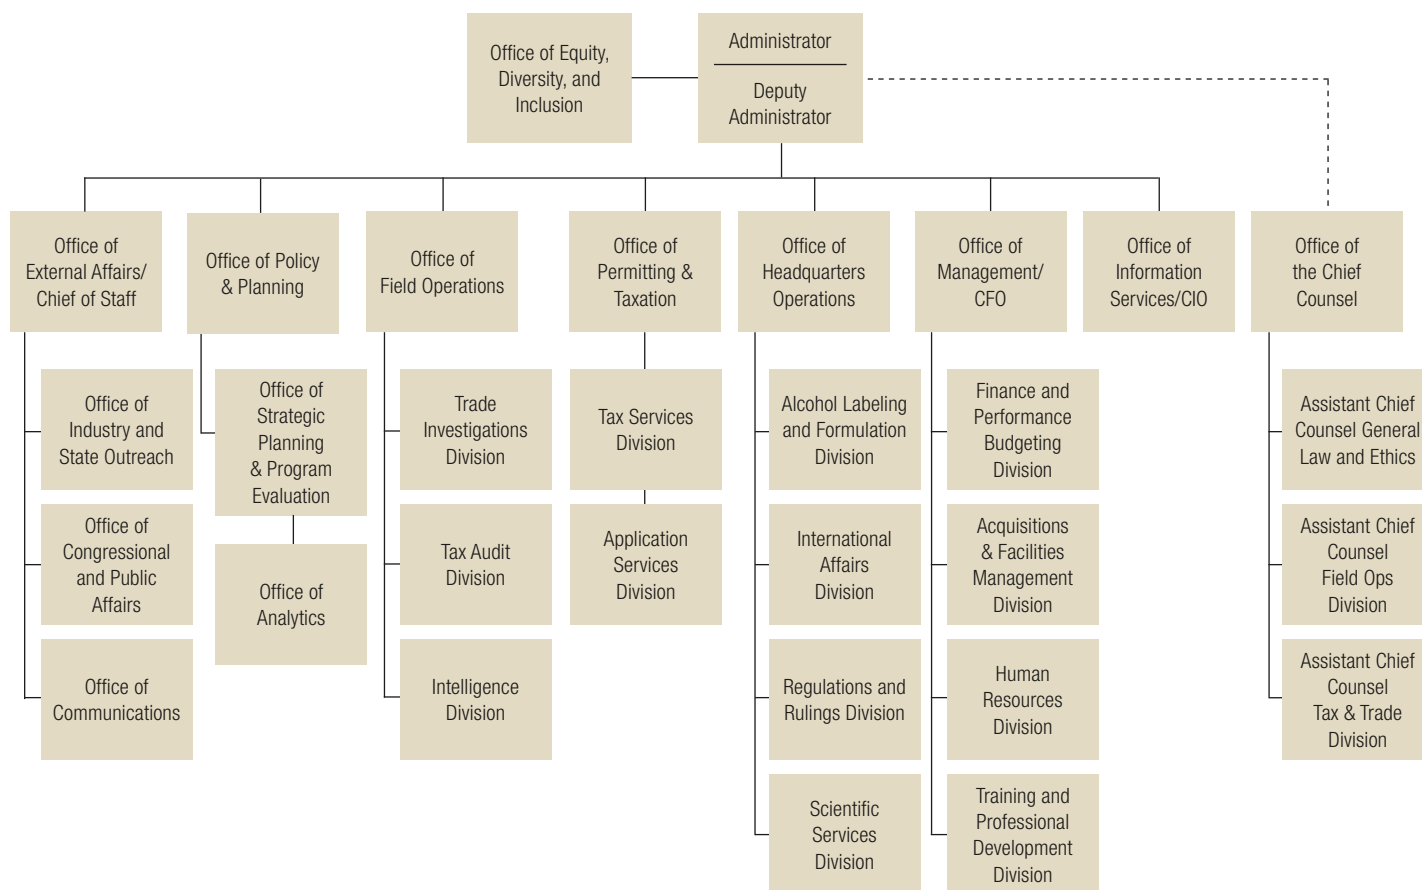 Office of Equity,
Diversity, and
Inclusion
Administrator
Deputy
Administrator
Office of
External Affairs/
Chief of Staff
Office of Policy
& Planning
Office of
Field Operations
Office of
Permitting &
Taxation
Office of
Headquarters
Operations
Office of
Management/
CFO
Office of
Information
Services/CIO
Office of
the Chief
Counsel
Office of
Industry and
State Outreach
Office of
Strategic
Planning
& Program
Evaluation
Trade
Investigations
Division
Tax Services
Division
Alcohol Labeling
and Formulation
Division
Finance and
Performance
Budgeting
Division
Assistant Chief
Counsel General
Law and Ethics
Office of
Congressional
and Public
Affairs
Office of
Analytics
Tax Audit
Division
Application
Services
Division
International
Affairs
Division
Acquisitions
& Facilities
Management
Division
Assistant Chief
Counsel
Field Ops
Division
Office of
Communications
Intelligence
Division
Regulations and
Rulings Division
Human
Resources
Division
Assistant Chief
Counsel
Tax & Trade
Division
Scientific
Services
Division
Training and
Professional
Development
Division